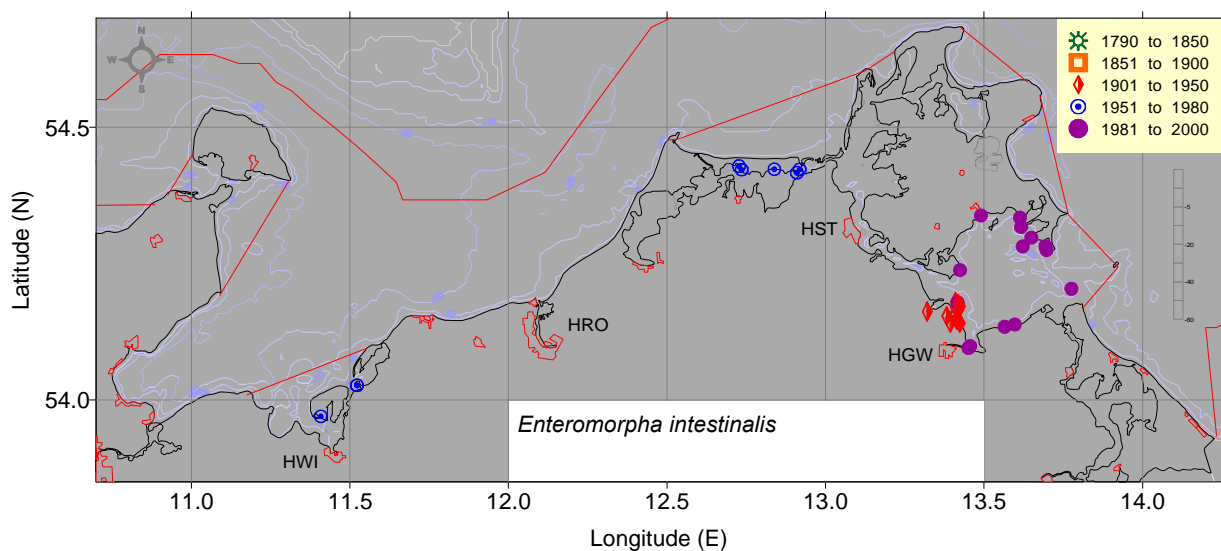 N
W E
S
1790 to 1850
1851 to 1900
1901 to 1950
1951 to 1980
1981 to 2000
54.5
54.0
Latitude (N)
HST
HRO
HGW
HWI
Enteromorpha intestinalis
-5
-20
-40
-60
11.0 11.5 12.0 12.5 13.0 13.5 14.0
Longitude (E)